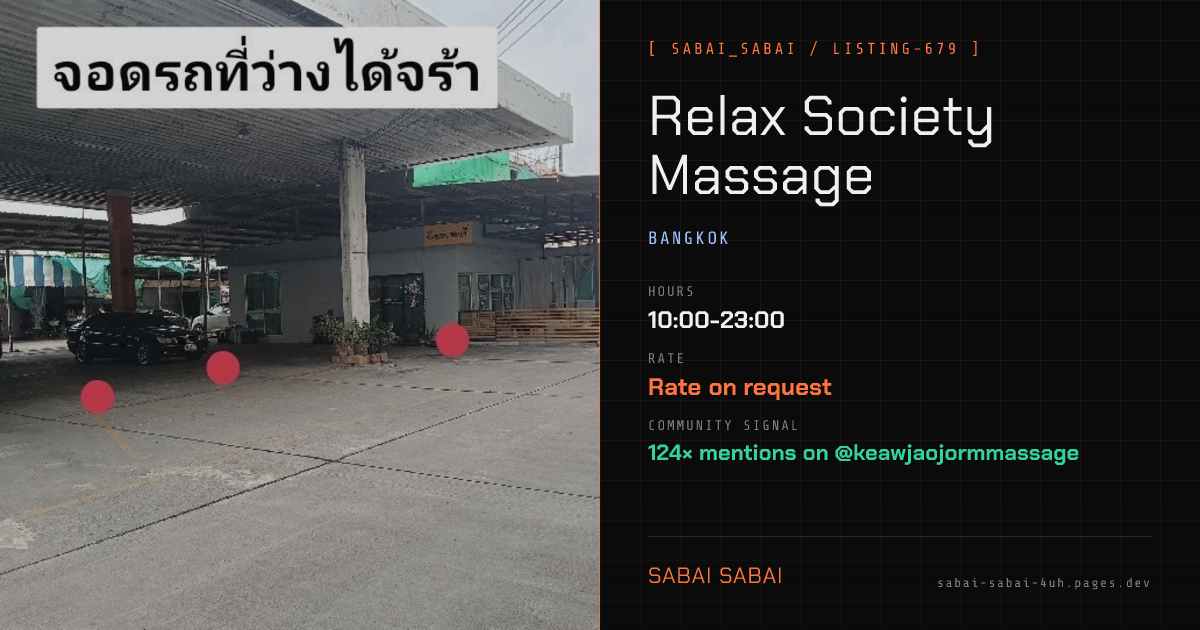 จอดรถที่ว่างได้จร้า
[ SABAI_SABAI / LISTING-679 ]
Relax Society
Massage
BANGKOK
HOURS
10:00-23:00
RATE
Rate on request
COMMUNITY SIGNAL
124× mentions on @keawjaojormmassage
SABAI SABAI
sabai-sabai-4uh.pages.dev